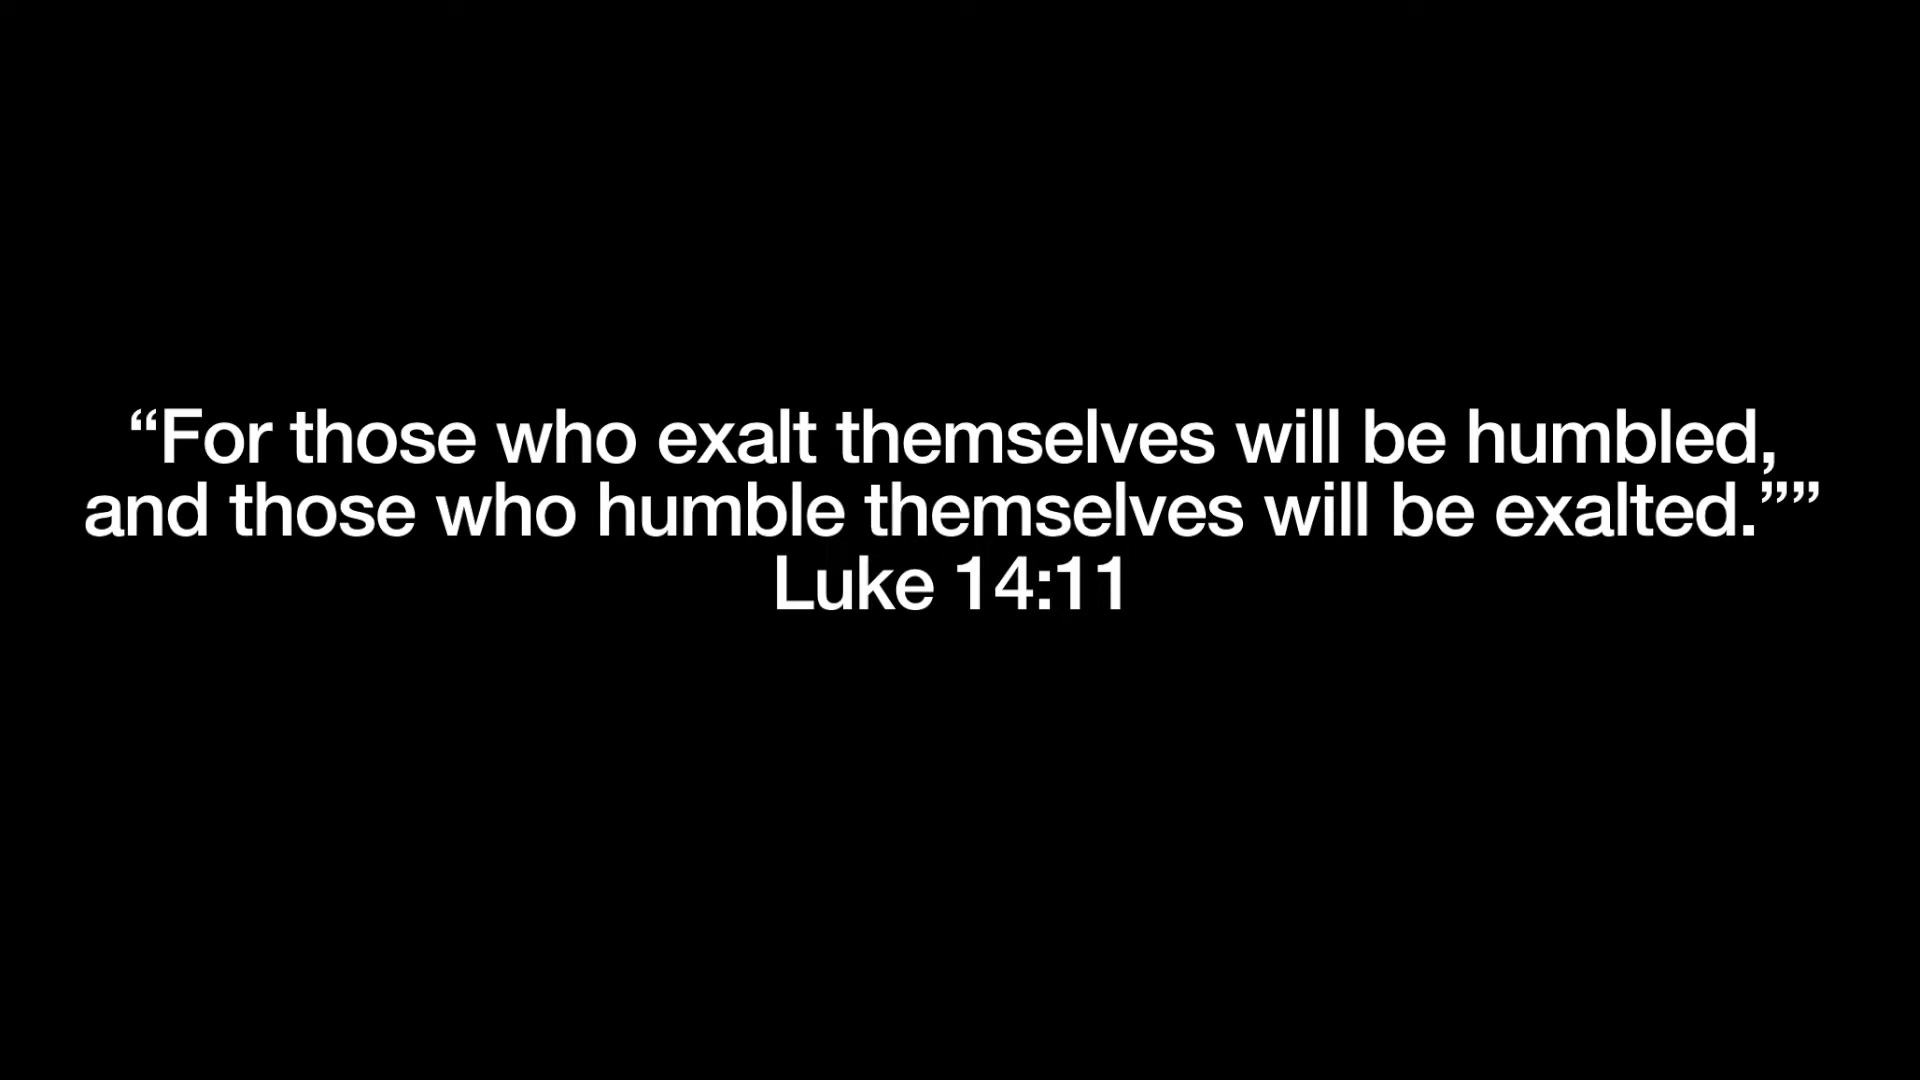 “For those who exalt themselves will be humbled,
and those who humble themselves will be exalted.””
Luke 14:11